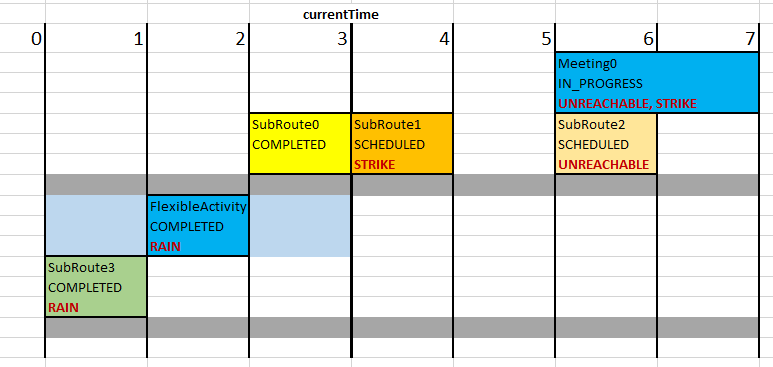 currentTime
0 1 2 3 4 5 6 7
Meeting0
IN_PROGRESS
UNREACHABLE, STRIKE
SubRoute0
COMPLETED
SubRoute1
SCHEDULED
STRIKE
SubRoute2
SCHEDULED
UNREACHABLE
FlexibleActivity
COMPLETED
RAIN
SubRoute3
COMPLETED
RAIN